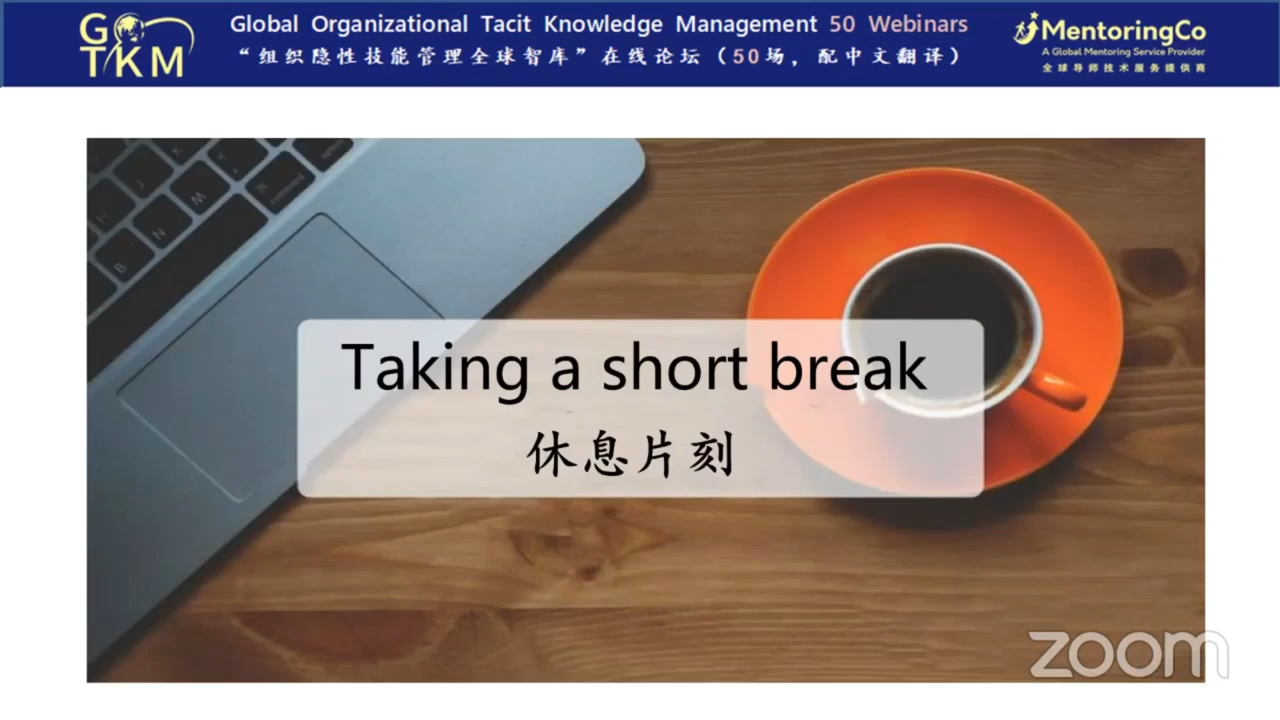 GO
TKM
Global Organizational Tacit Knowledge Management 50 Webinars
“组织隐性技能管理全球智库”在线论坛（50场，配中文翻译）
MentoringCo
A Global Mentoring Service Provider
全球导师技术服务提供商
option
K
J
H
M
N
B
command
Taking a short break
休息片刻
zoom